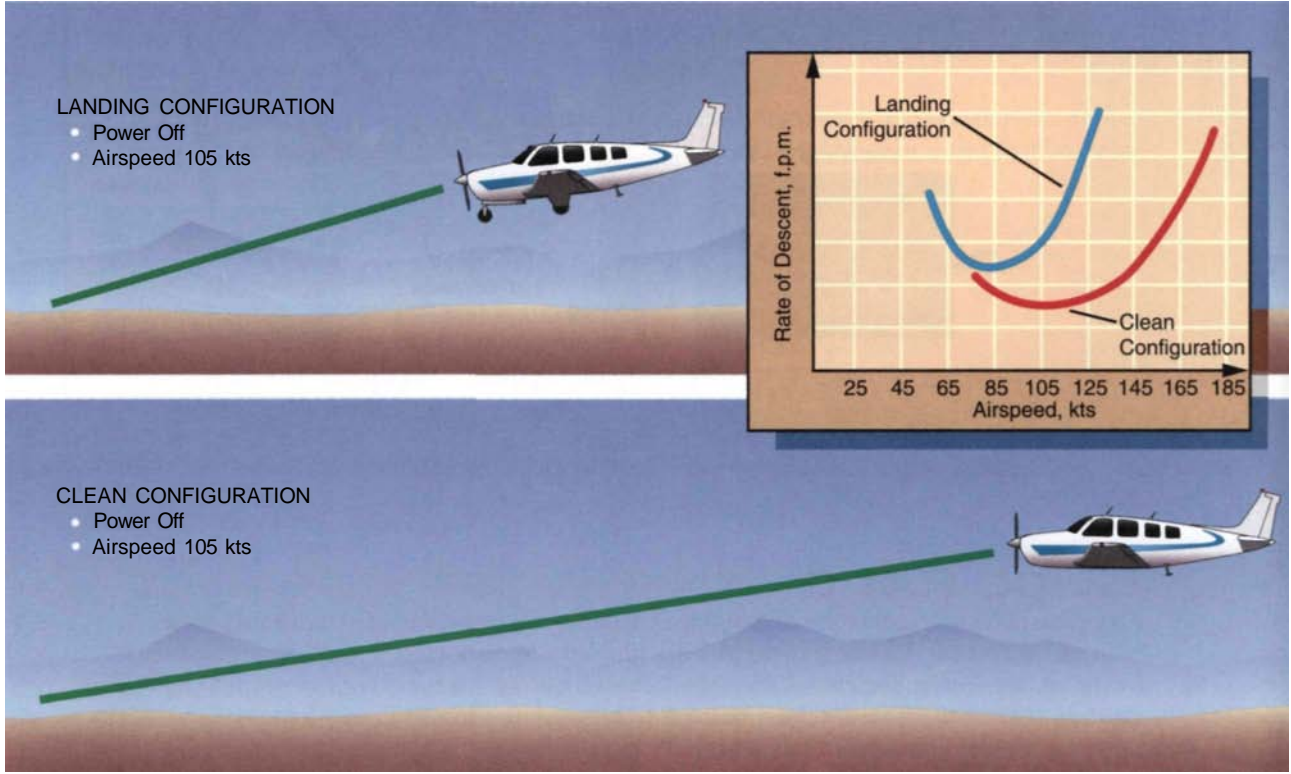 LANDING CONFIGURATION
• Power Off
• Airspeed 105 kts
Landing
Configuration
Rate of Descent, f.p.m.
Clean
Configuration
25 45 65 85 105 125 145 165 185
Airspeed, kts
CLEAN CONFIGURATION
• Power Off
• Airspeed 105 kts